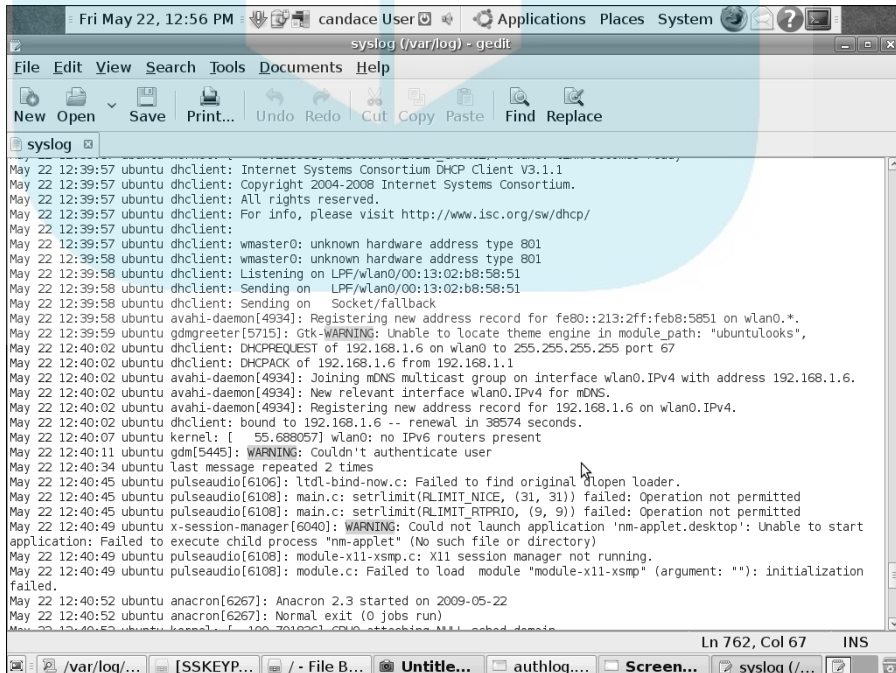 Fri May 22, 12:56 PM candace User Applications Places System
syslog (/var/log) - gedit
File Edit View Search Tools Documents Help
New Open Save Print... Undo Redo Cut Copy Paste Find Replace
syslog
May 22 12:39:57 ubuntu dhclient: Internet Systems Consortium DHCP Client V3.1.1
May 22 12:39:57 ubuntu dhclient: Copyright 2004-2008 Internet Systems Consortium.
May 22 12:39:57 ubuntu dhclient: All rights reserved.
May 22 12:39:57 ubuntu dhclient: For info, please visit http://www.isc.org/sw/dhcp/
May 22 12:39:57 ubuntu dhclient:
May 22 12:39:57 ubuntu dhclient: wmaster0: unknown hardware address type 801
May 22 12:39:58 ubuntu dhclient: wmaster0: unknown hardware address type 801
May 22 12:39:58 ubuntu dhclient: Listening on LPF/wlan0/00:13:02:b8:58:51
May 22 12:39:58 ubuntu dhclient: Sending on   LPF/wlan0/00:13:02:b8:58:51
May 22 12:39:58 ubuntu dhclient: Sending on   Socket/fallback
May 22 12:39:58 ubuntu avahi-daemon[4934]: Registering new address record for fe80::213:2ff:feb8:5851 on wlan0.*.
May 22 12:39:59 ubuntu gdmgreeter[5715]: Gtk-WARNING: Unable to locate theme engine in module_path: "ubuntulooks",
May 22 12:40:02 ubuntu dhclient: DHCPREQUEST of 192.168.1.6 on wlan0 to 255.255.255.255 port 67
May 22 12:40:02 ubuntu dhclient: DHCPACK of 192.168.1.6 from 192.168.1.1
May 22 12:40:02 ubuntu avahi-daemon[4934]: Joining mDNS multicast group on interface wlan0.IPv4 with address 192.168.1.6.
May 22 12:40:02 ubuntu avahi-daemon[4934]: New relevant interface wlan0.IPv4 for mDNS.
May 22 12:40:02 ubuntu avahi-daemon[4934]: Registering new address record for 192.168.1.6 on wlan0.IPv4.
May 22 12:40:02 ubuntu dhclient: bound to 192.168.1.6 -- renewal in 38574 seconds.
May 22 12:40:07 ubuntu kernel: [   55.688057] wlan0: no IPv6 routers present
May 22 12:40:11 ubuntu gdm[5445]: WARNING: Couldn't authenticate user
May 22 12:40:34 ubuntu last message repeated 2 times
May 22 12:40:45 ubuntu pulseaudio[6106]: ltdl-bind-now.c: Failed to find original dlopen loader.
May 22 12:40:45 ubuntu pulseaudio[6108]: main.c: setrlimit(RLIMIT_NICE, (31, 31)) failed: Operation not permitted
May 22 12:40:45 ubuntu pulseaudio[6108]: main.c: setrlimit(RLIMIT_RTPRIO, (9, 9)) failed: Operation not permitted
May 22 12:40:49 ubuntu x-session-manager[6040]: WARNING: Could not launch application 'nm-applet.desktop': Unable to start
application: Failed to execute child process "nm-applet" (No such file or directory)
May 22 12:40:49 ubuntu pulseaudio[6108]: module-x11-xsmp.c: X11 session manager not running.
May 22 12:40:49 ubuntu pulseaudio[6108]: module.c: Failed to load  module "module-x11-xsmp" (argument: ""): initialization
failed.
May 22 12:40:52 ubuntu anacron[6267]: Anacron 2.3 started on 2009-05-22
May 22 12:40:52 ubuntu anacron[6267]: Normal exit (0 jobs run)
Ln 762, Col 67 INS
/var/log/... [SSKEYP... / - File B... Untitle... authlog.... Screen... syslog (/...